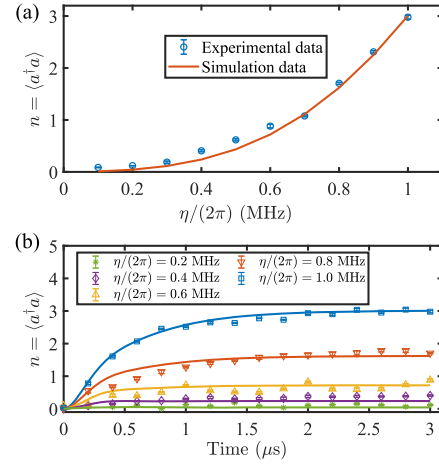 (a)
3
2
1
0
n = ⟨a†a⟩
Experimental data
Simulation data
0 0.2 0.4 0.6 0.8 1
η/(2π) (MHz)
(b)
5
4
3
2
1
0
n = ⟨a†a⟩
η/(2π) = 0.2 MHz η/(2π) = 0.8 MHz
η/(2π) = 0.4 MHz η/(2π) = 1.0 MHz
η/(2π) = 0.6 MHz
0 0.5 1 1.5 2 2.5 3
Time (μs)